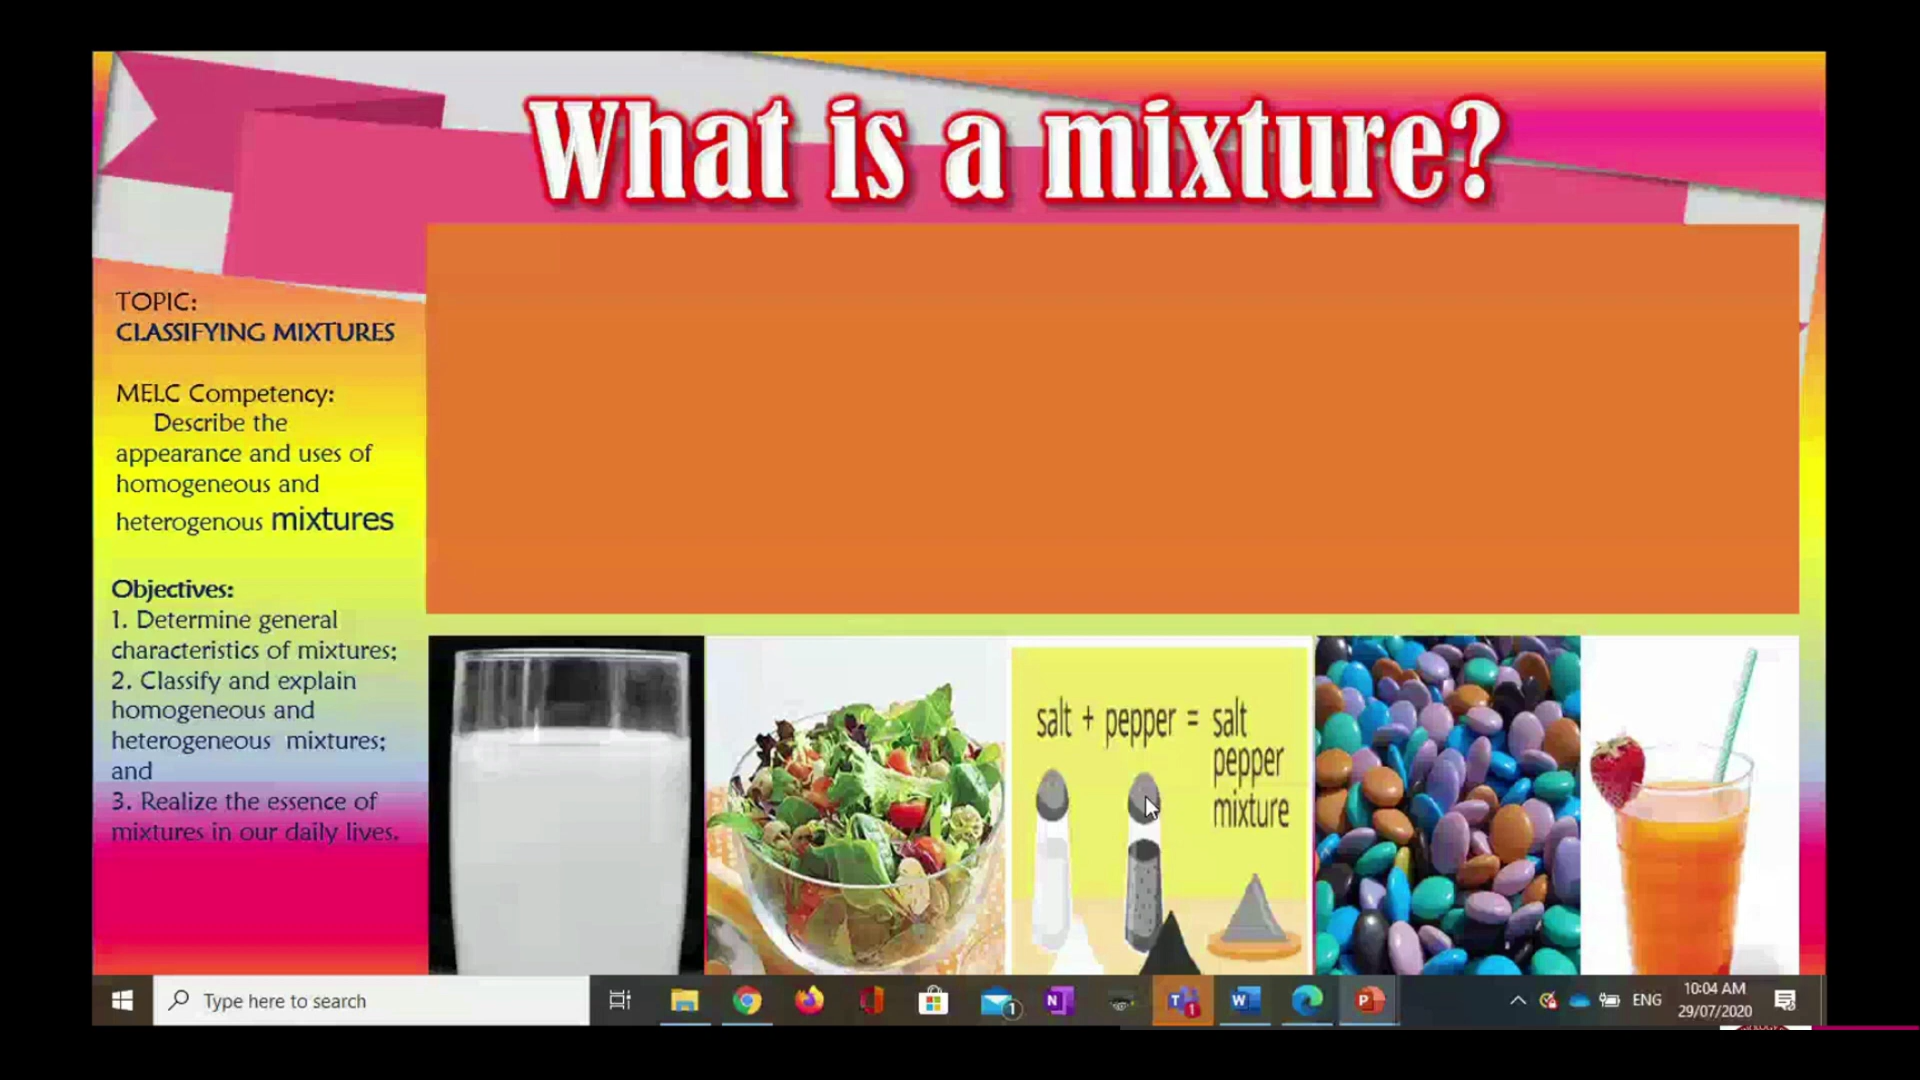 What is a mixture?
TOPIC:
CLASSIFYING MIXTURES
MELC Competency:
Describe the
appearance and uses of
homogeneous and
heterogenous mixtures
Objectives:
1. Determine general
characteristics of mixtures;
2. Classify and explain
homogeneous and
heterogeneous mixtures;
and
3. Realize the essence of
mixtures in our daily lives.
salt + pepper = salt
pepper
mixture
Type here to search
1
N
T
1
W
P
ENG
10:04 AM
29/07/2020